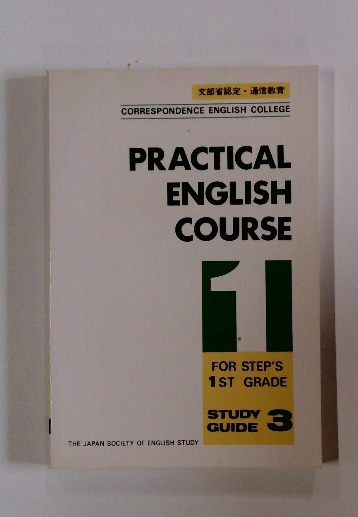 文部省認定・通信教育
CORRESPONDENCE ENGLISH COLLEGE
PRACTICAL
ENGLISH
COURSE
1
FOR STEP'S
1ST GRADE
STUDY
GUIDE 3
THE JAPAN SOCIETY OF ENGLISH STUDY